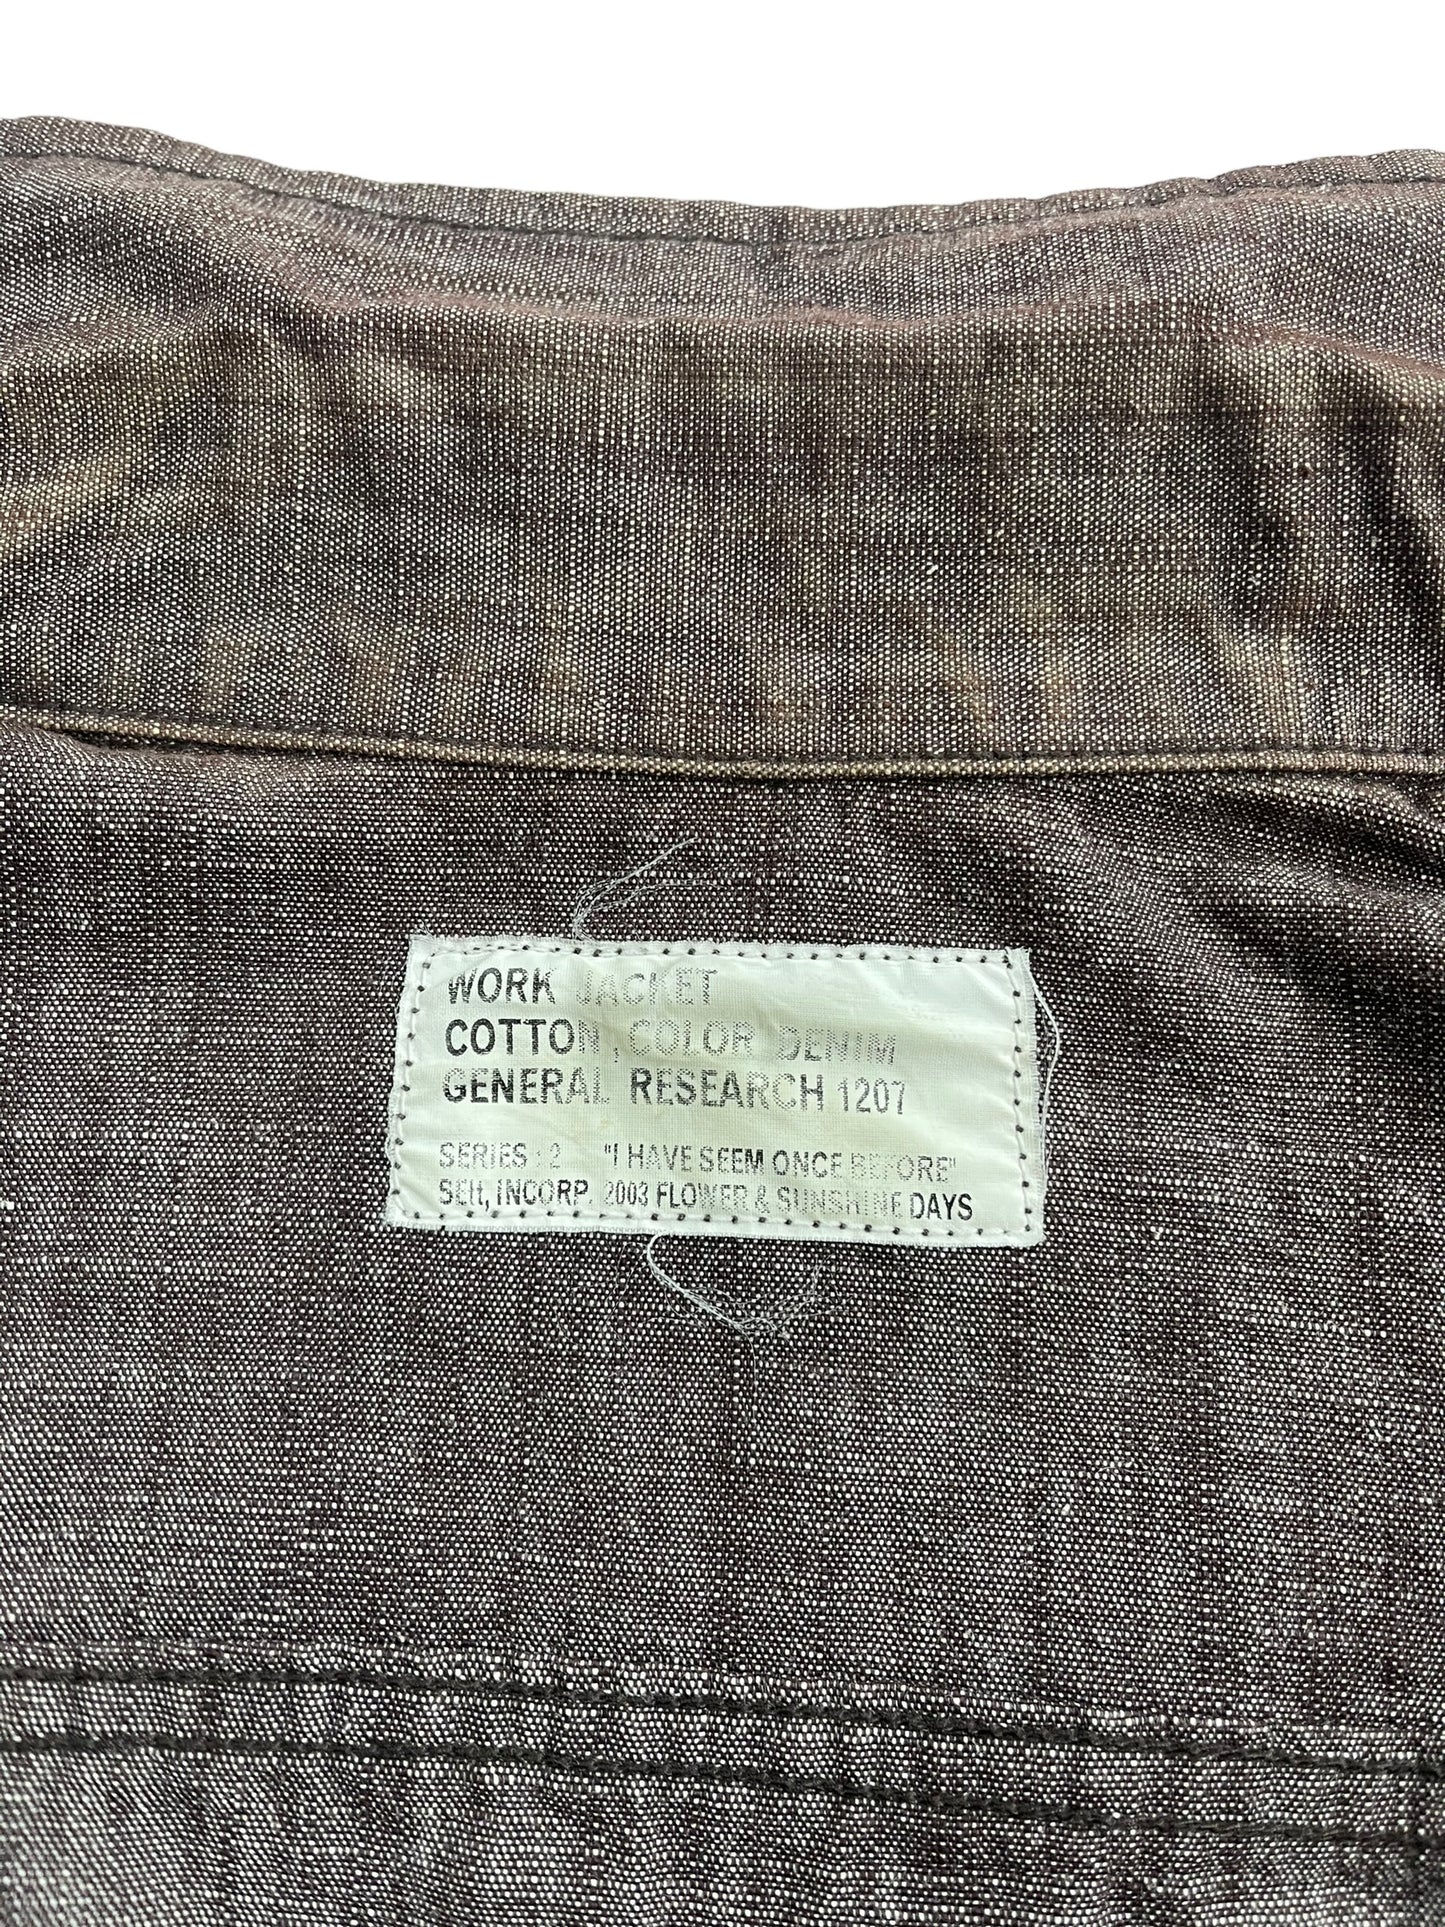 WORK JACKET
COTTON, COLOR DENIM
GENERAL RESEARCH 1207
SERIES : 2 "I HAVE SEEM ONCE BEFORE"
SEtt, INCORP. 2003 FLOWER & SUNSHINE DAYS